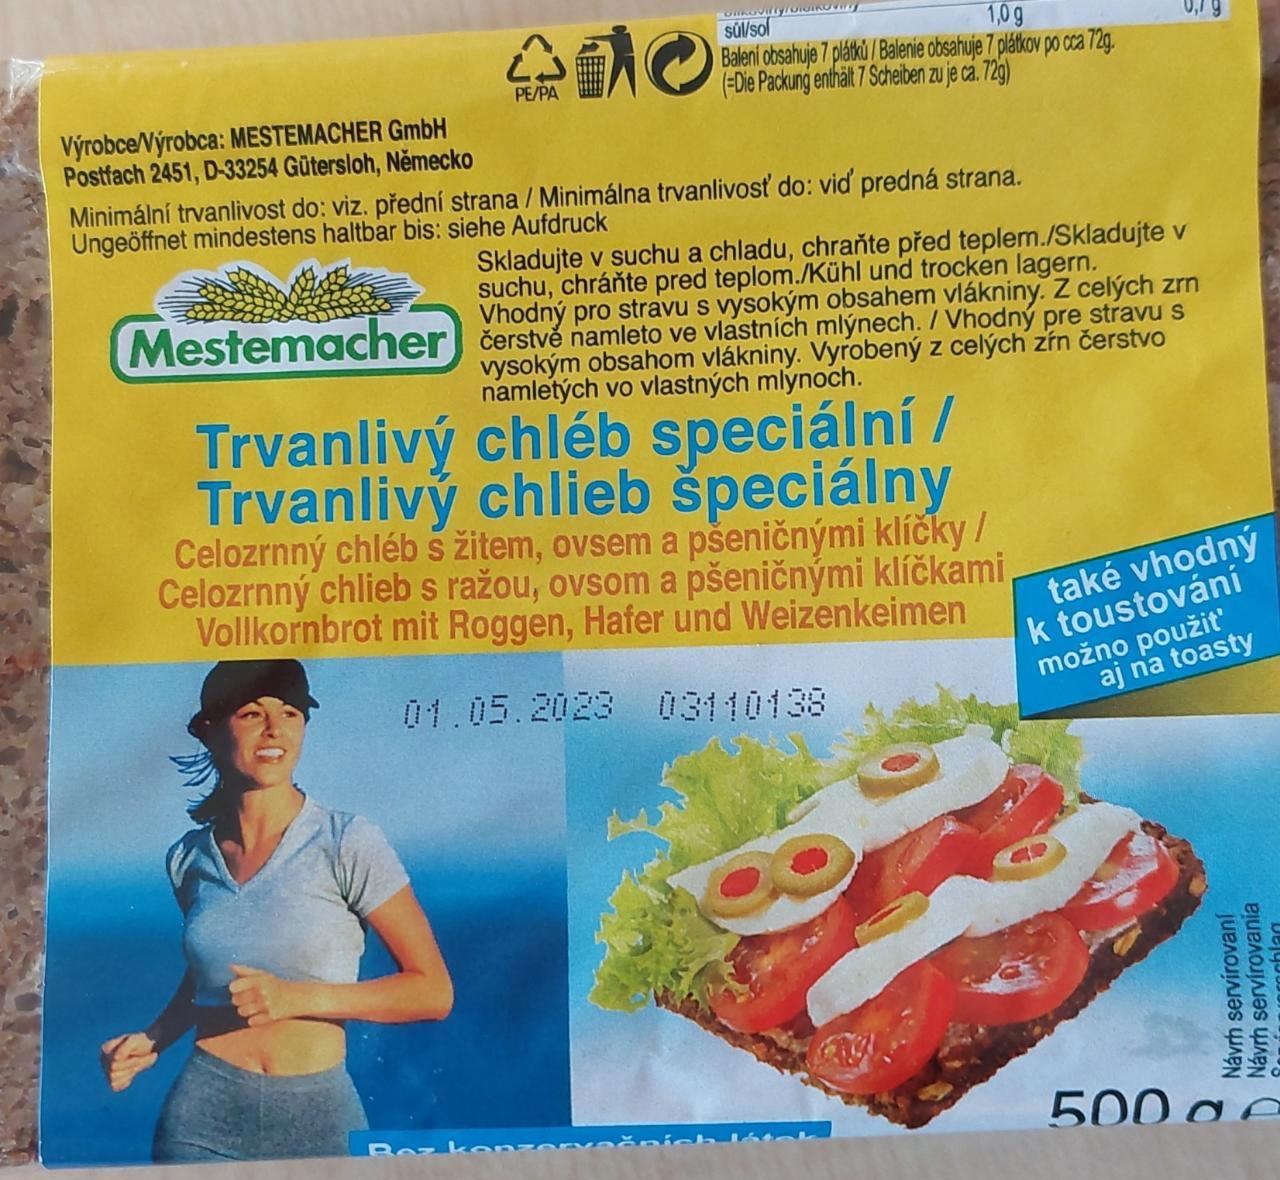 sůl/sol 1,0 g 0,7 g
Balení obsahuje 7 plátků / Balenie obsahuje 7 plátkov po cca 72g.
(=Die Packung enthält 7 Scheiben zu je ca. 72g)
PE/PA
Výrobce/Výrobca: MESTEMACHER GmbH
Postfach 2451, D-33254 Gütersloh, Německo
Minimální trvanlivost do: viz. přední strana / Minimálna trvanlivosť do: viď predná strana.
Ungeöffnet mindestens haltbar bis: siehe Aufdruck
Skladujte v suchu a chladu, chraňte před teplem./Skladujte v
suchu, chráňte pred teplom./Kühl und trocken lagern.
Vhodný pro stravu s vysokým obsahem vlákniny. Z celých zrn
čerstvě namleto ve vlastních mlýnech. / Vhodný pre stravu s
vysokým obsahom vlákniny. Vyrobený z celých zŕn čerstvo
namletých vo vlastných mlynoch.
Mestemacher
Trvanlivý chléb speciální /
Trvanlivý chlieb špeciálny
Celozrnný chléb s žitem, ovsem a pšeničnými klíčky /
Celozrnný chlieb s ražou, ovsom a pšeničnými klíčkami
Vollkornbrot mit Roggen, Hafer und Weizenkeimen
také vhodný
k toustování
možno použiť
aj na toasty
01.05.2023 03110138
Návrh servírovaní
Návrh servírovania
500 g e
Bez konzervačních látek